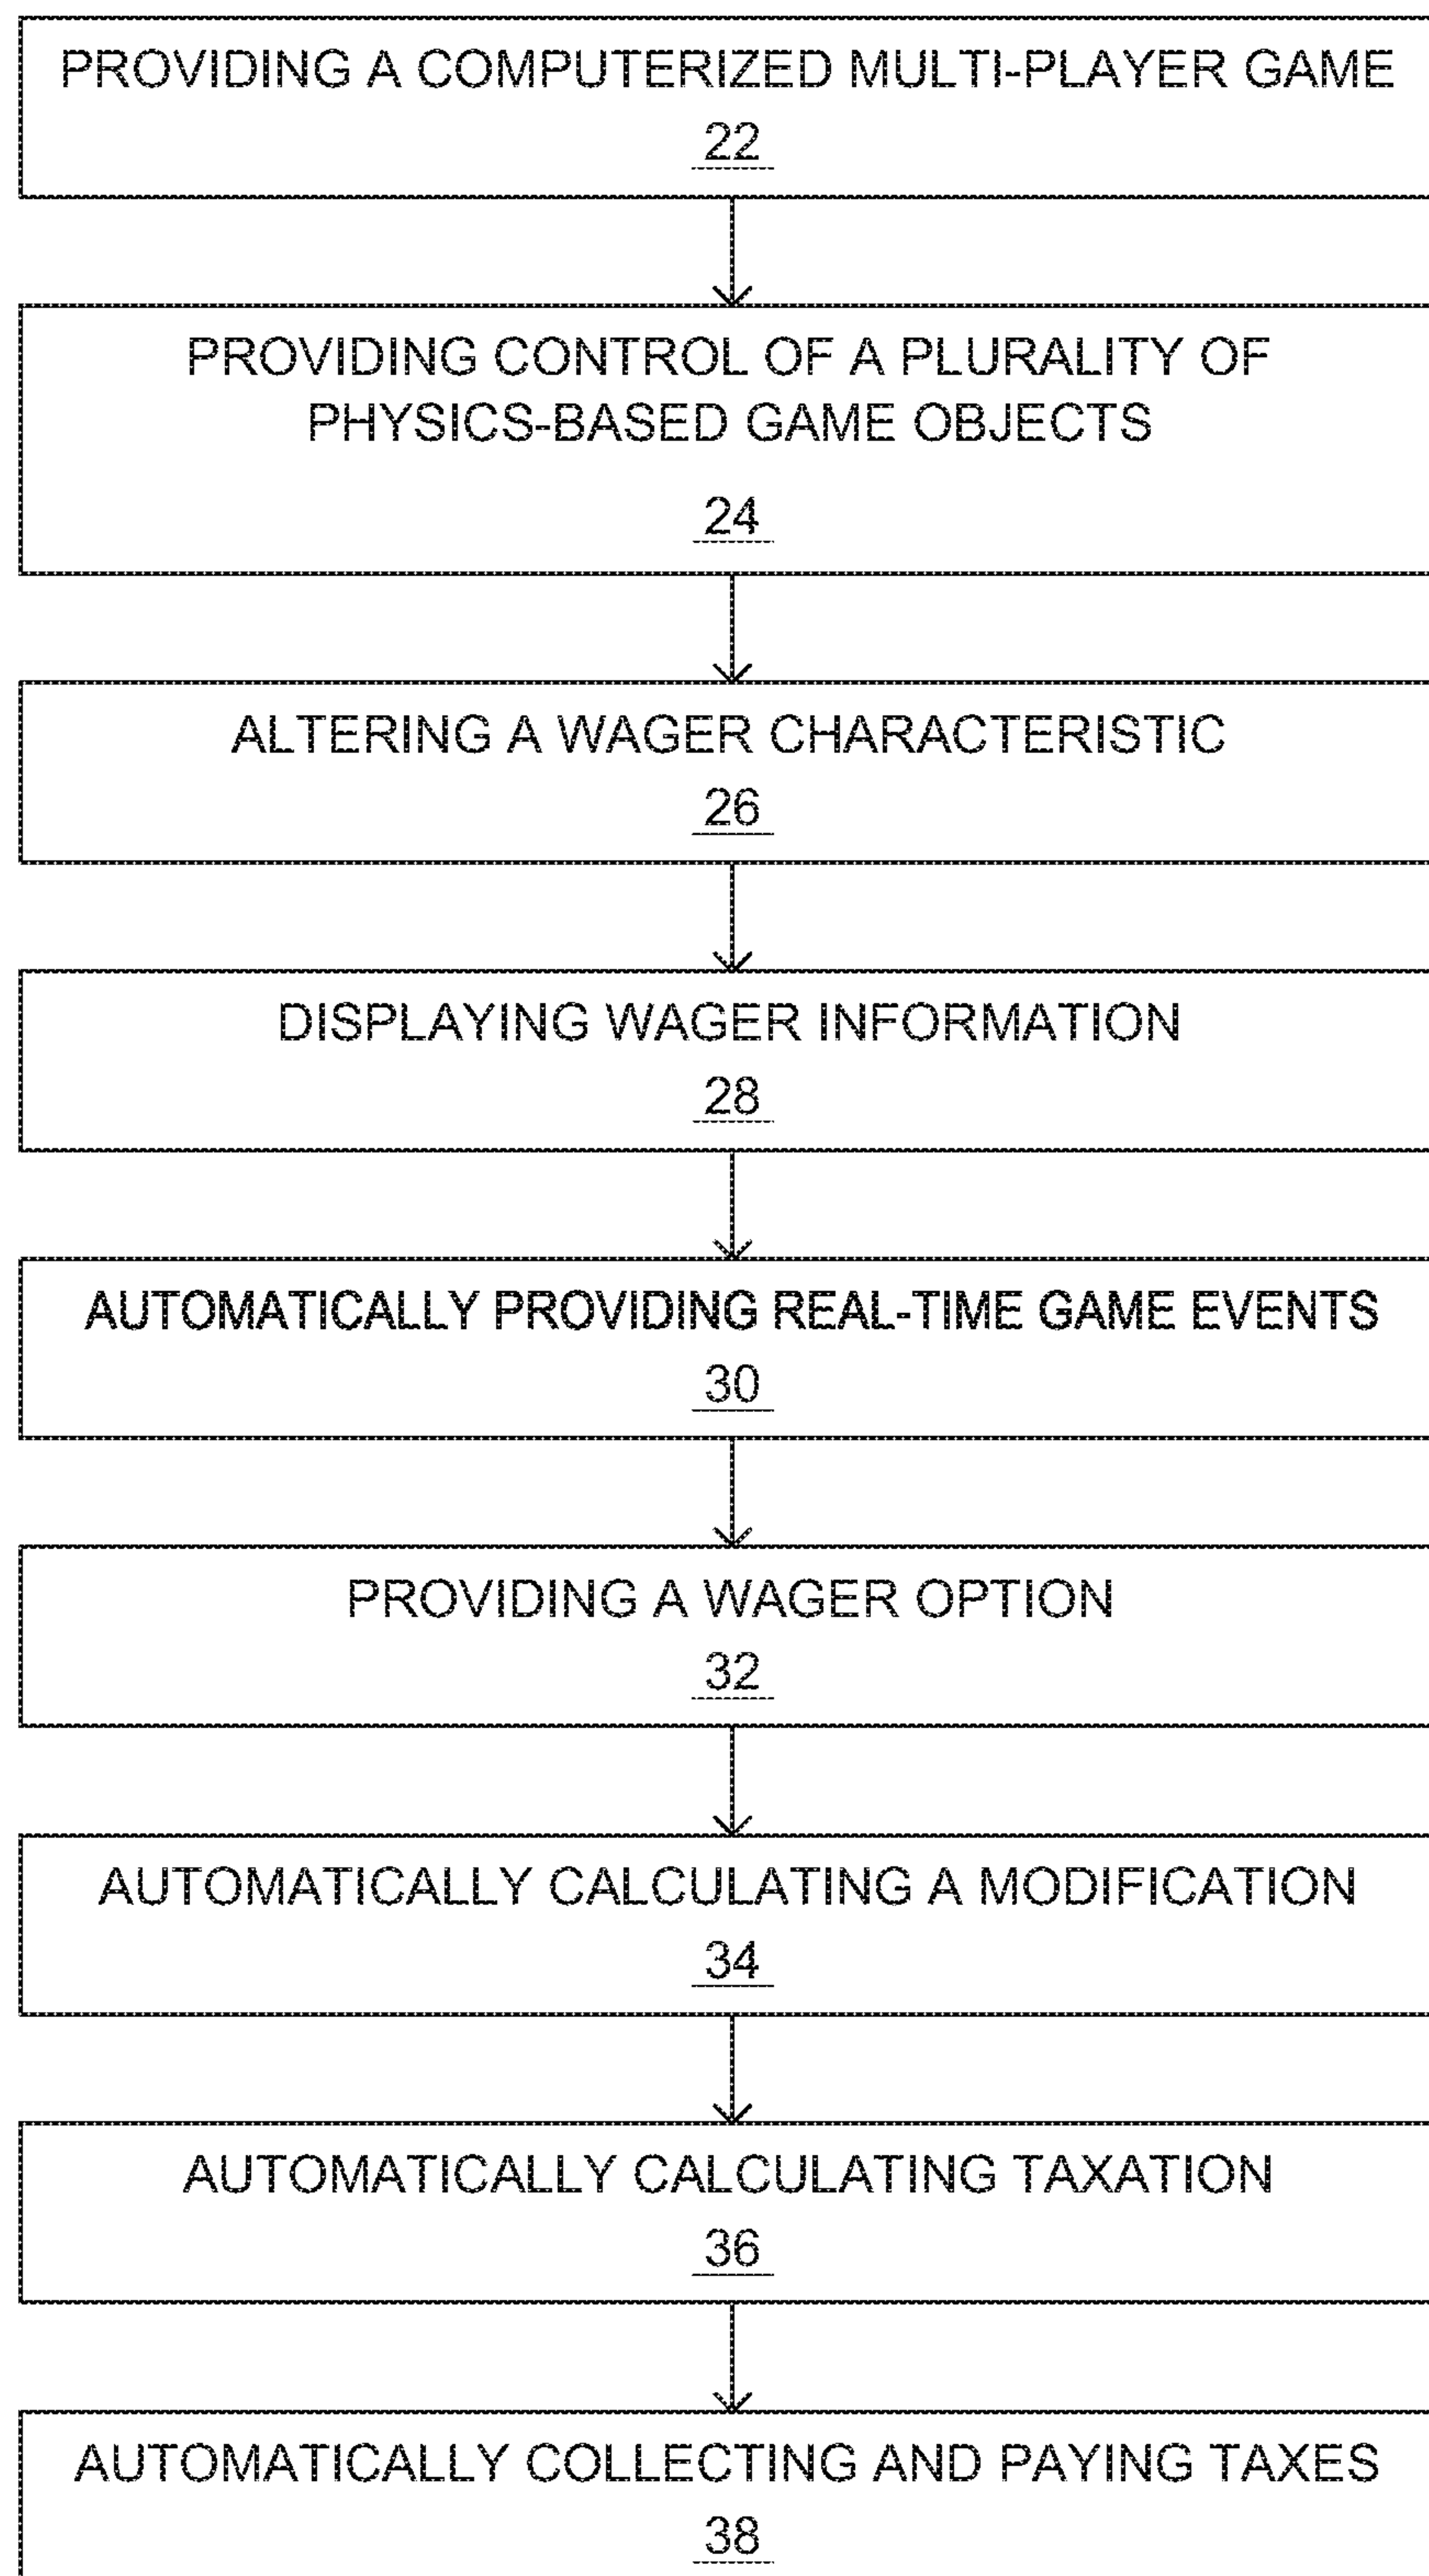 PROVIDING A COMPUTERIZED MULTI-PLAYER GAME
22
PROVIDING CONTROL OF A PLURALITY OF
PHYSICS-BASED GAME OBJECTS
24
ALTERING A WAGER CHARACTERISTIC
26
DISPLAYING WAGER INFORMATION
28
AUTOMATICALLY PROVIDING REAL-TIME GAME EVENTS
30
PROVIDING A WAGER OPTION
32
AUTOMATICALLY CALCULATING A MODIFICATION
34
AUTOMATICALLY CALCULATING TAXATION
36
AUTOMATICALLY COLLECTING AND PAYING TAXES
38